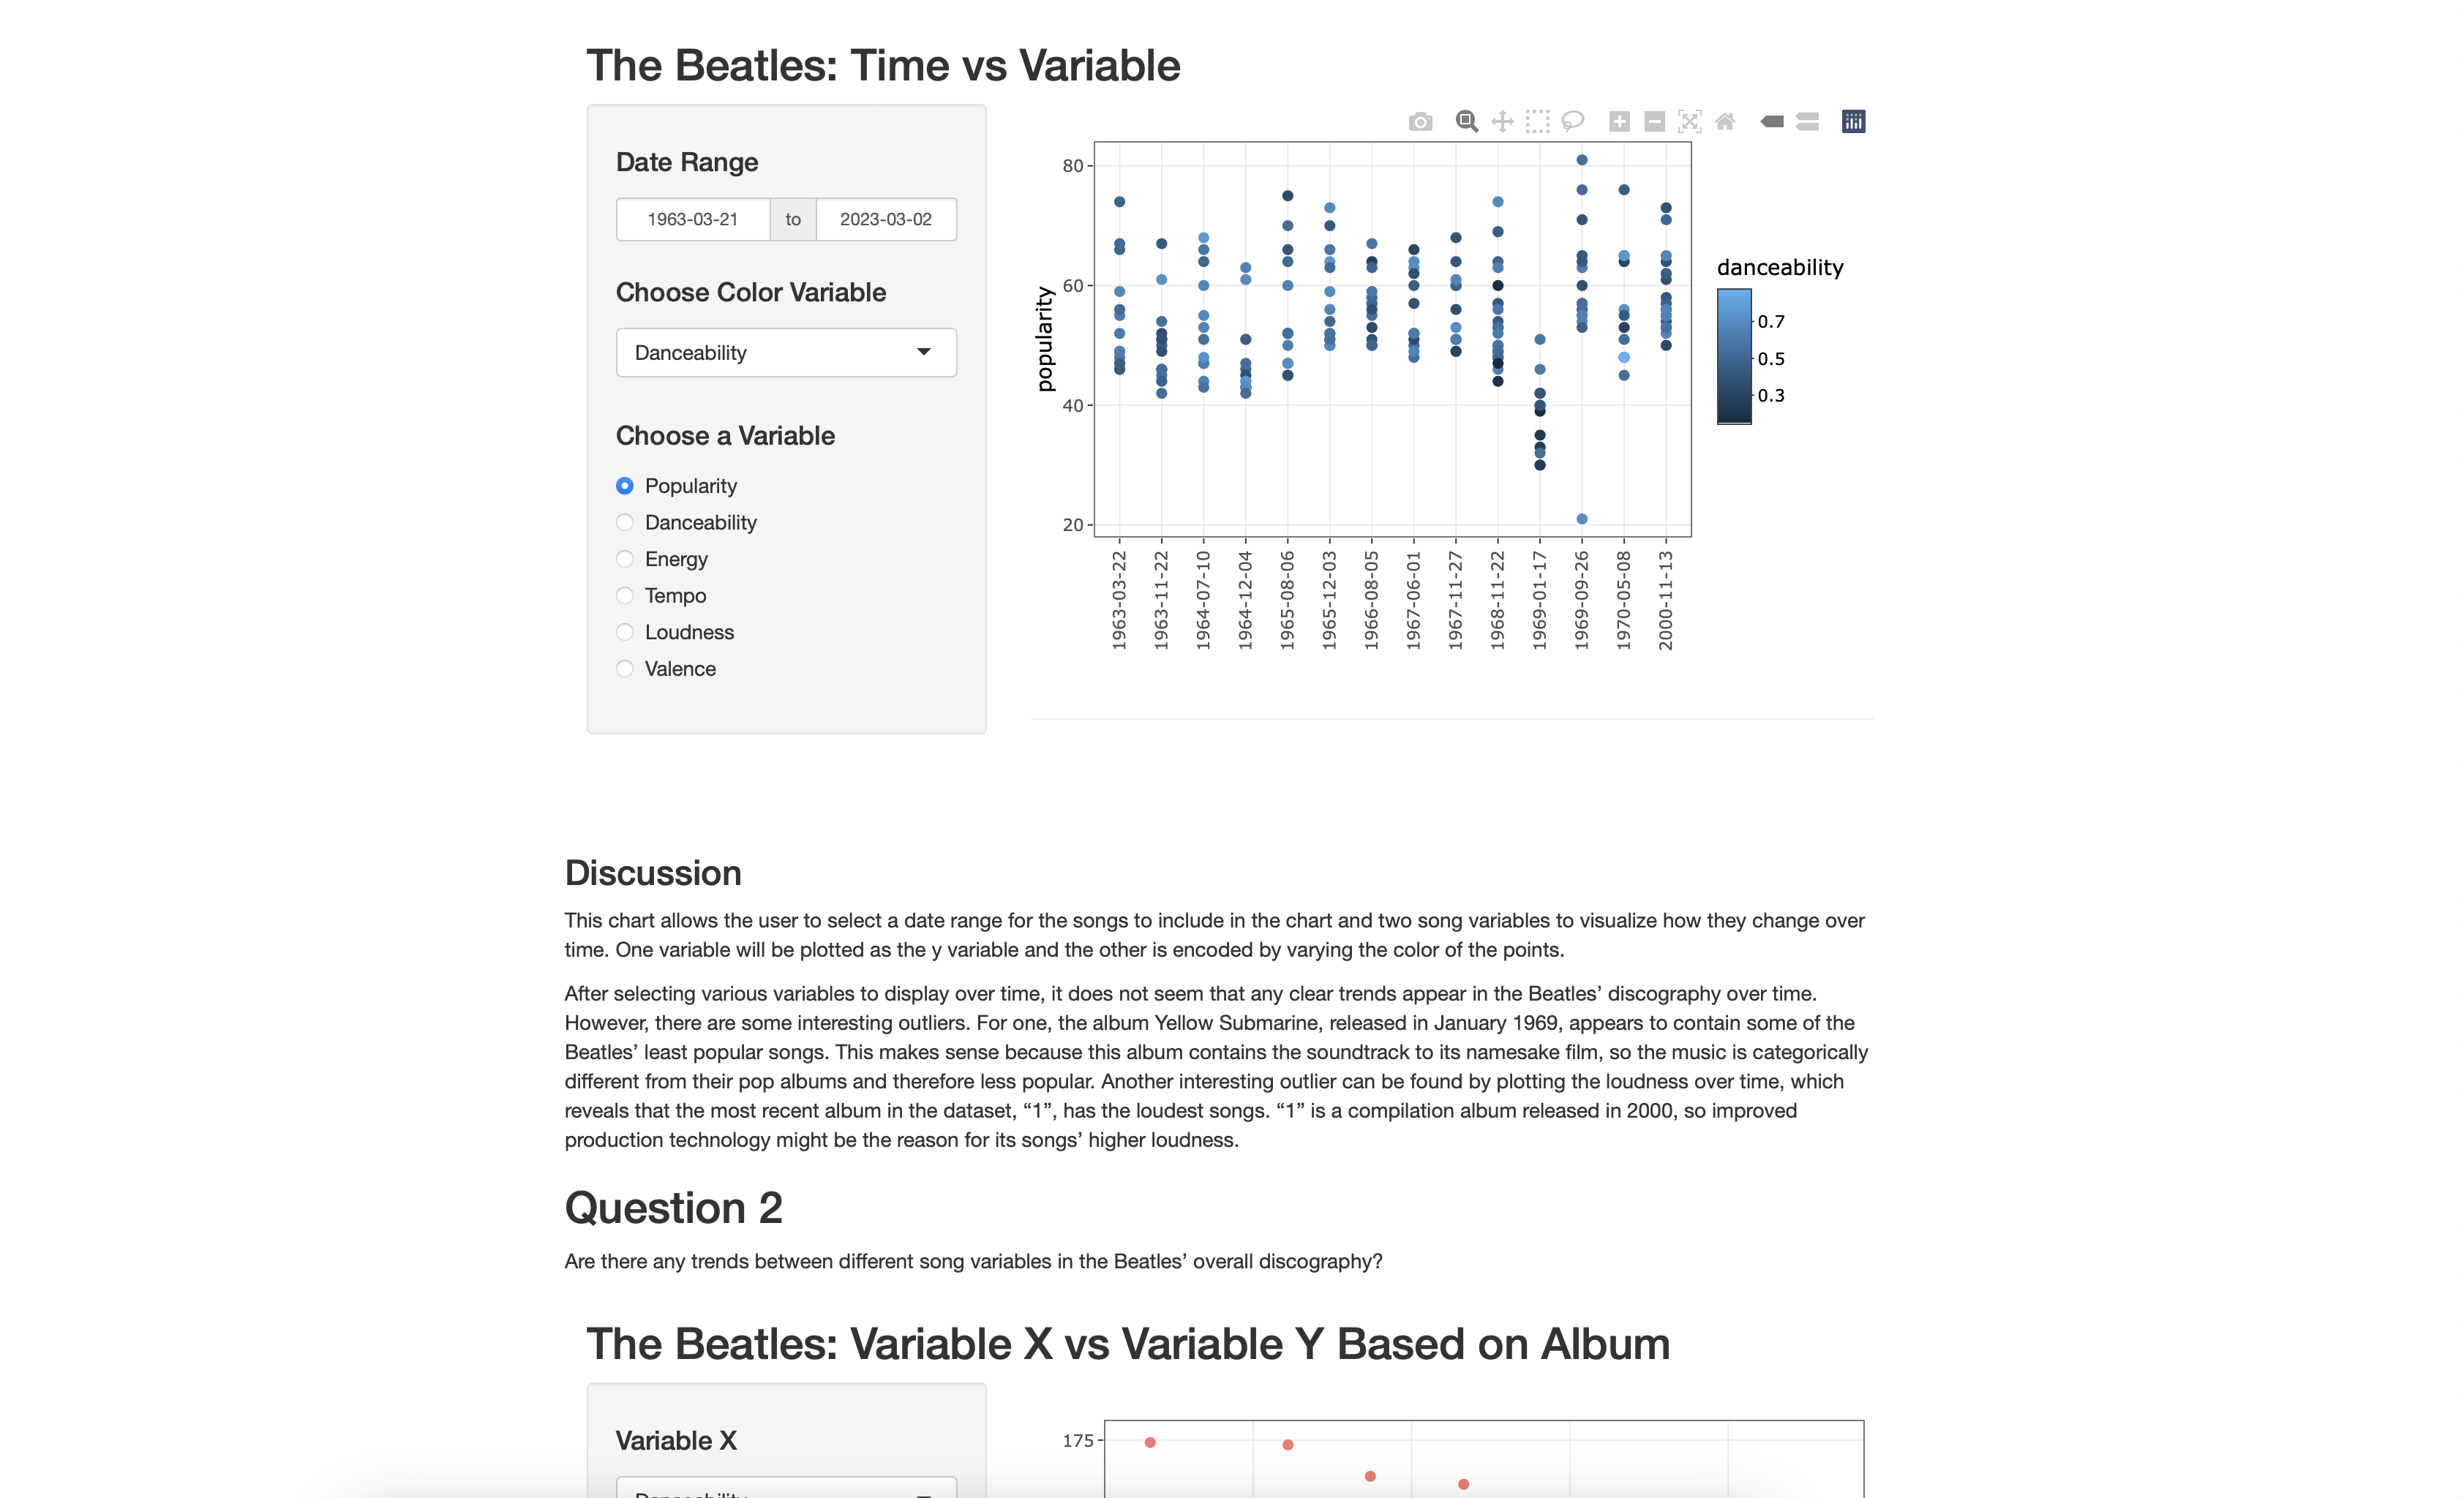 The Beatles: Time vs Variable
Date Range
1963-03-21 to 2023-03-02
Choose Color Variable
Danceability
Choose a Variable
Popularity
Danceability
Energy
Tempo
Loudness
Valence
popularity
80
60
40
20
1963-03-22
1963-11-22
1964-07-10
1964-12-04
1965-08-06
1965-12-03
1966-08-05
1967-06-01
1967-11-27
1968-11-22
1969-01-17
1969-09-26
1970-05-08
2000-11-13
danceability
0.7
0.5
0.3
Discussion
This chart allows the user to select a date range for the songs to include in the chart and two song variables to visualize how they change over
time. One variable will be plotted as the y variable and the other is encoded by varying the color of the points.
After selecting various variables to display over time, it does not seem that any clear trends appear in the Beatles’ discography over time.
However, there are some interesting outliers. For one, the album Yellow Submarine, released in January 1969, appears to contain some of the
Beatles’ least popular songs. This makes sense because this album contains the soundtrack to its namesake film, so the music is categorically
different from their pop albums and therefore less popular. Another interesting outlier can be found by plotting the loudness over time, which
reveals that the most recent album in the dataset, “1”, has the loudest songs. “1” is a compilation album released in 2000, so improved
production technology might be the reason for its songs’ higher loudness.
Question 2
Are there any trends between different song variables in the Beatles’ overall discography?
The Beatles: Variable X vs Variable Y Based on Album
Variable X
175